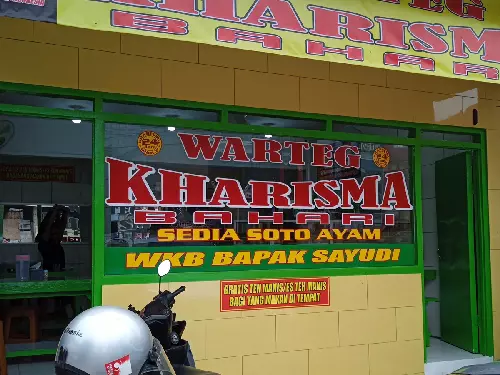 KHARISMA
BAHARI
WARTEG
KHARISMA
BAHARI
SEDIA SOTO AYAM
WKB BAPAK SAYUDI
GRATIS TEH MANIS/ES TEH MANIS
BAGI YANG MAKAN DI TEMPAT